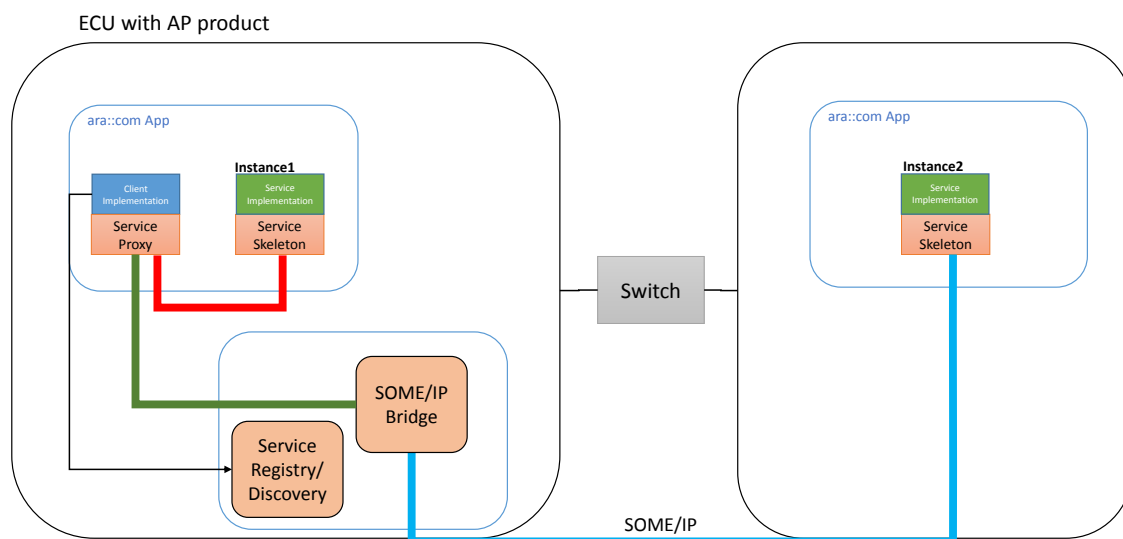 ECU with AP product
ara::com App
Client
Implementation
Service
Proxy
Instance1
Service
Implementation
Service
Skeleton
SOME/IP
Bridge
Service
Registry/
Discovery
Switch
ara::com App
Instance2
Service
Implementation
Service
Skeleton
SOME/IP